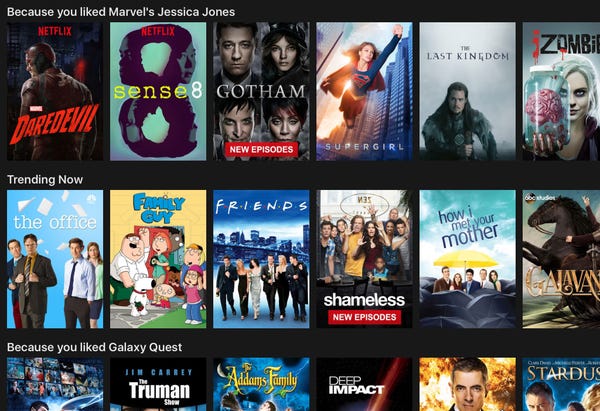 Because you liked Marvel's Jessica Jones
NETFLIX
MARVEL
DAREDEVIL
NETFLIX
sense8
GOTHAM
NEW EPISODES
SUPERGIRL
THE
LAST KINGDOM
iZOMBIE
Trending Now
the office
FAMILY
GUY
F·R·I·E·N·D·S
shameless
NEW EPISODES
how i
met your
mother
abc studios
GALAVAN
Because you liked Galaxy Quest
JIM CARREY
The
Truman
Show
The
Addams Family
DEEP
IMPACT
STARDUS